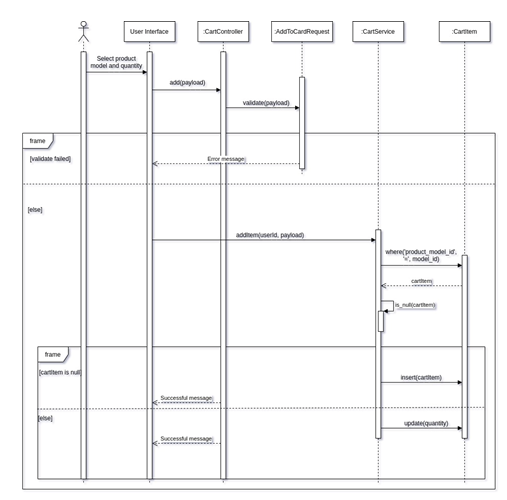 User Interface
:CartController
:AddToCardRequest
:CartService
:CartItem
Select product
model and quantity
add(payload)
validate(payload)
frame
[validate failed]
Error message
[else]
addItem(userId, payload)
where('product_model_id',
'=', model_id)
cartItem
is_null(cartItem)
frame
[cartItem is null]
insert(cartItem)
Successful message
[else]
update(quantity)
Successful message